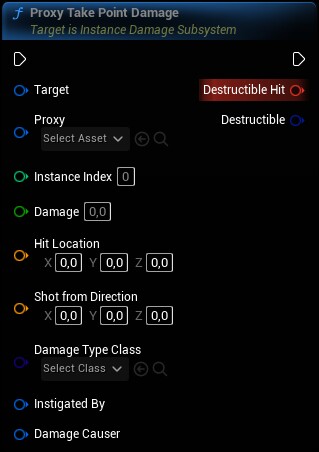 f Proxy Take Point Damage
Target is Instance Damage Subsystem
Target
Destructible Hit
Proxy
Destructible
Select Asset
Instance Index 0
Damage 0,0
Hit Location
X 0,0 Y 0,0 Z 0,0
Shot from Direction
X 0,0 Y 0,0 Z 0,0
Damage Type Class
Select Class
Instigated By
Damage Causer